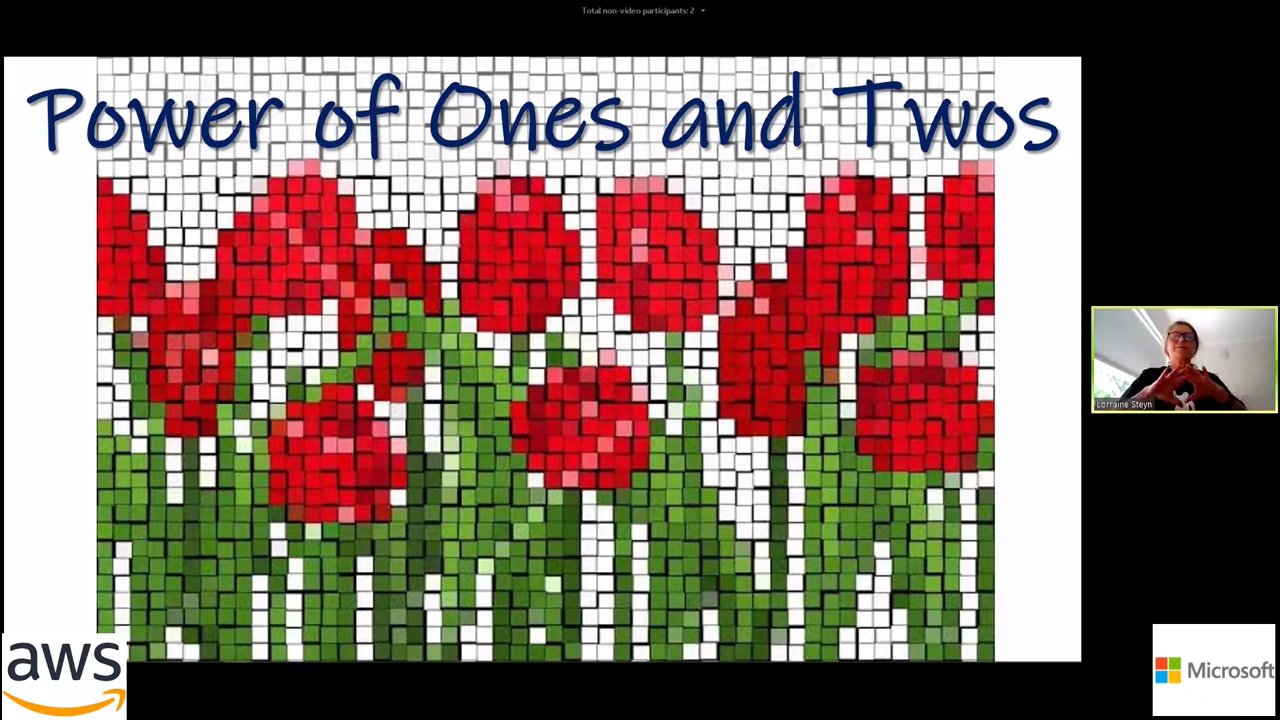 Total non-video participants: 2
Power of Ones and Twos
Lorraine Steyn
aws
Microsoft